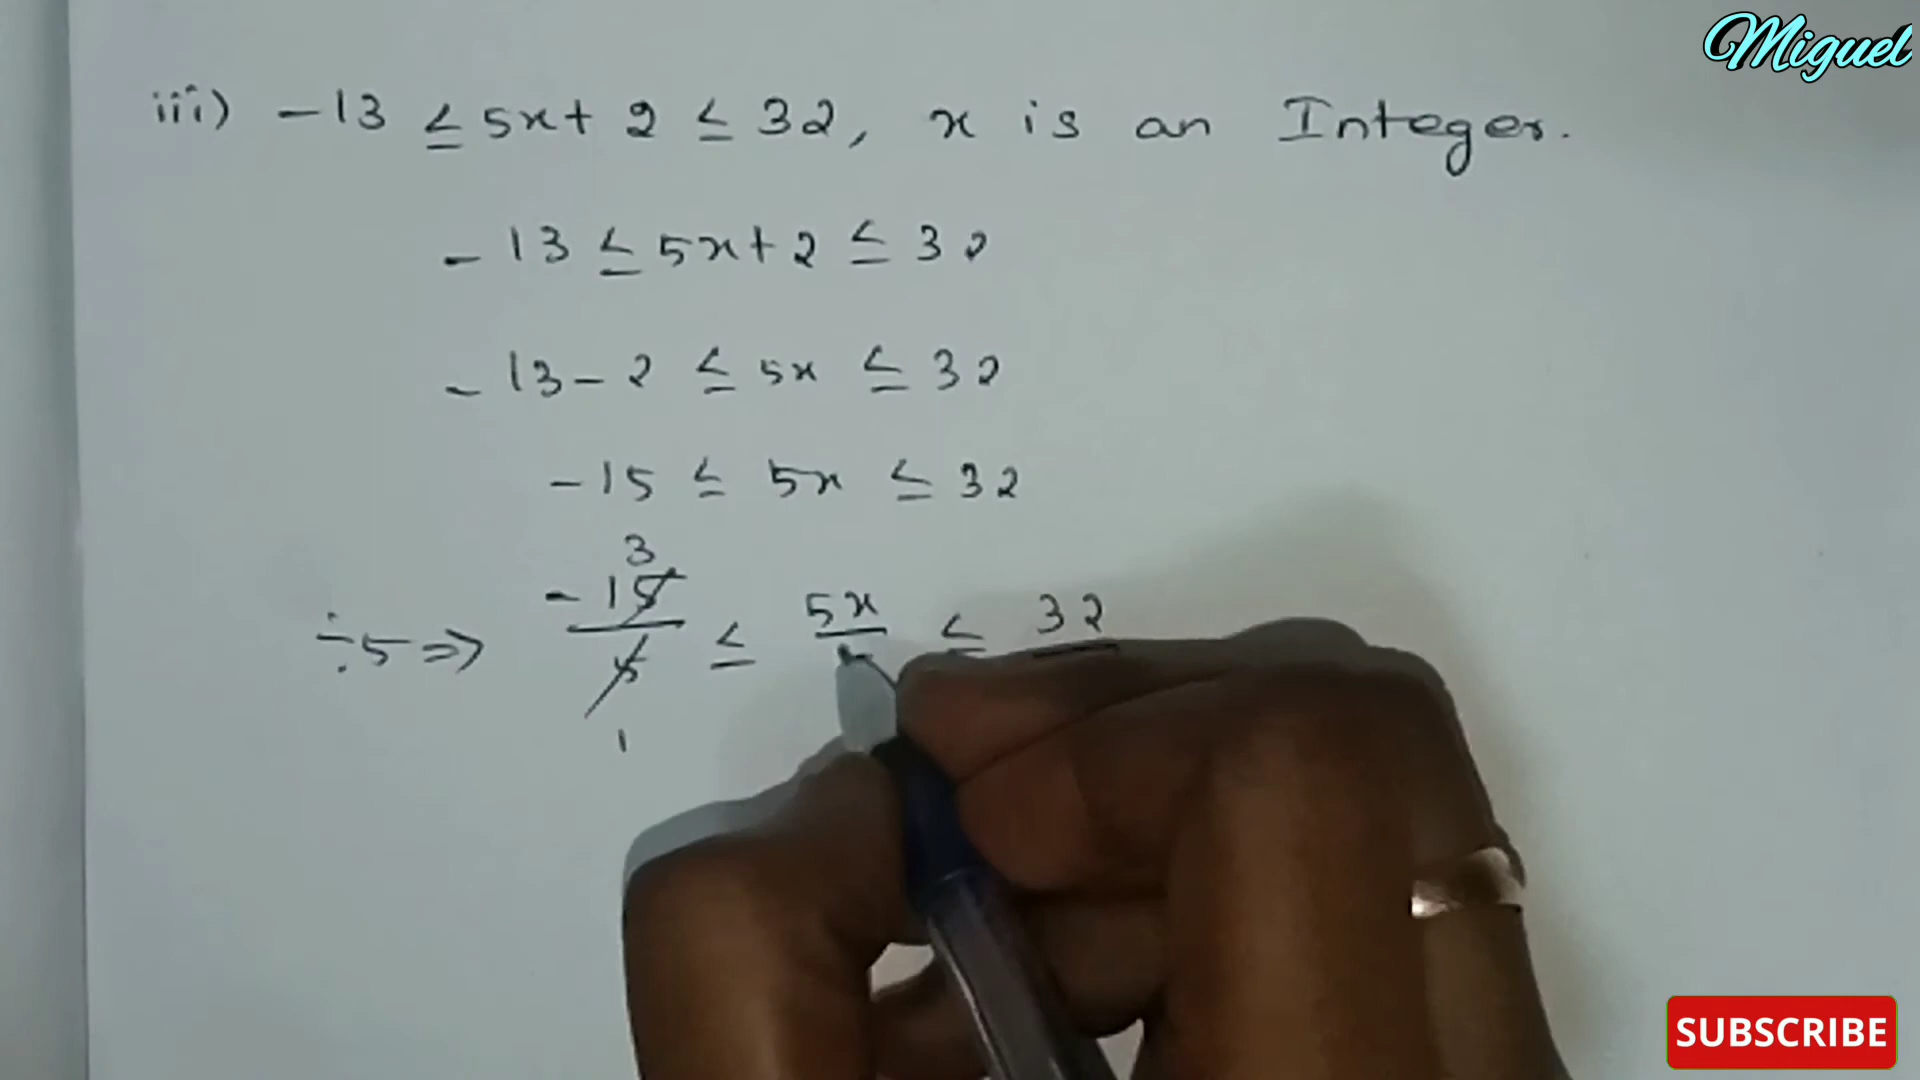 Miguel
iii) -13 ≤ 5x + 2 ≤ 32, x is an Integer.
-13 ≤ 5x + 2 ≤ 32
-13 - 2 ≤ 5x ≤ 32
-15 ≤ 5x ≤ 32
3
÷5 ⇒ -15/5 ≤ 5x/5 ≤ 32
1
SUBSCRIBE